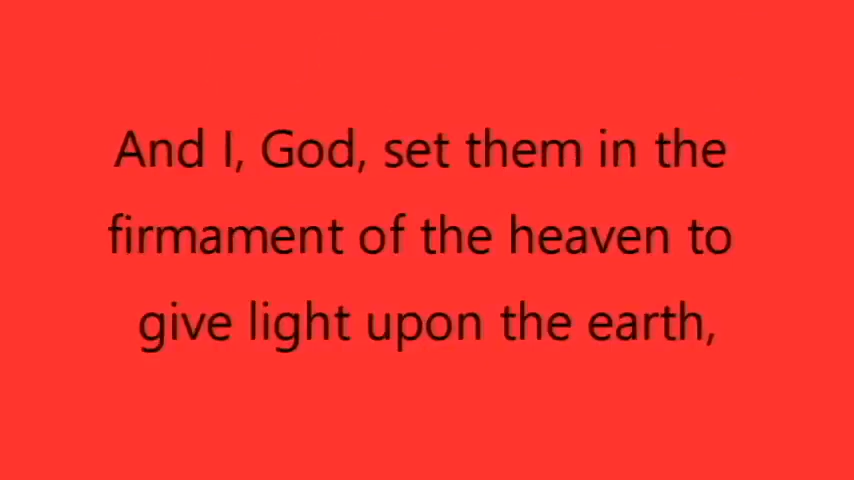 And I, God, set them in the
firmament of the heaven to
give light upon the earth,